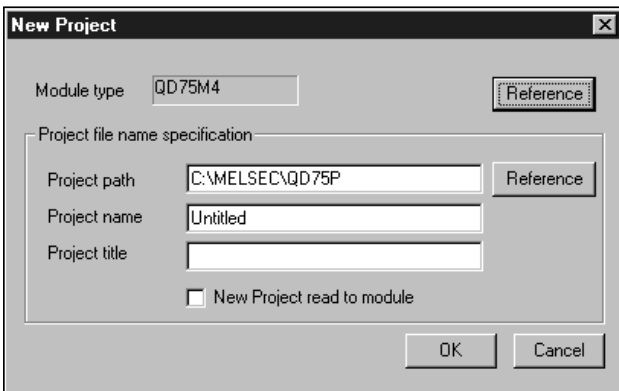 New Project
Module type QD75M4 Reference
Project file name specification
Project path C:\MELSEC\QD75P Reference
Project name Untitled
Project title
New Project read to module
OK Cancel